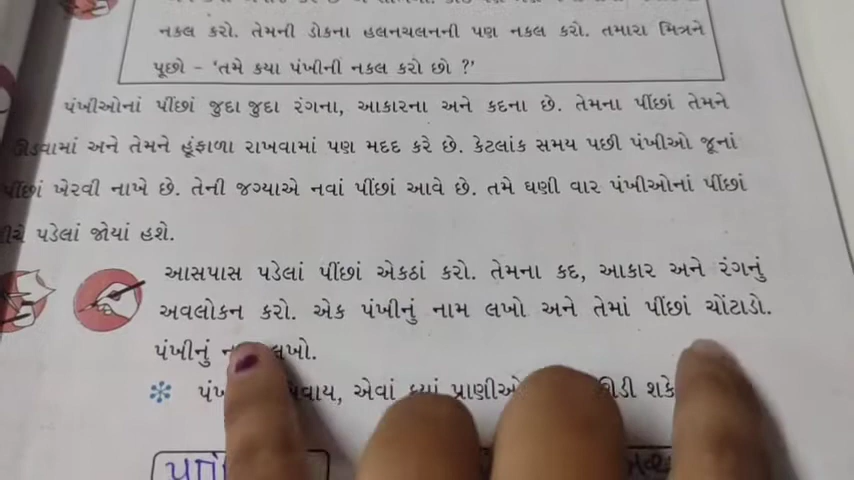 નકલ કરો. તેમની ડોકના હલનચલનની પણ નકલ કરો. તમારા મિત્રને
પૂછો – ‘તમે કયા પંખીની નકલ કરો છો ?’
પંખીઓનાં પીંછાં જુદા જુદા રંગના, આકારના અને કદના છે. તેમના પીંછાં તેમને
ઊડવામાં અને તેમને હૂંફાળા રાખવામાં પણ મદદ કરે છે. કેટલાંક સમય પછી પંખીઓ જૂનાં
પીંછાં ખેરવી નાખે છે. તેની જગ્યાએ નવાં પીંછાં આવે છે. તમે ઘણી વાર પંખીઓનાં પીંછાં
નીચે પડેલાં જોયાં હશે.
આસપાસ પડેલાં પીંછાં એકઠાં કરો. તેમના કદ, આકાર અને રંગનું
અવલોકન કરો. એક પંખીનું નામ લખો અને તેમાં પીંછાં ચોંટાડો.
પંખીનું લખો.
એવાં ક્યાં પ્રાણીઓ ઊડી શકે